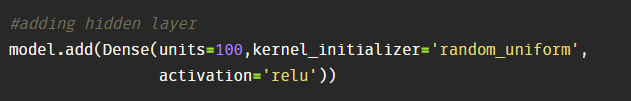 #adding hidden layer
model.add(Dense(units=100,kernel_initializer='random_uniform',
activation='relu'))